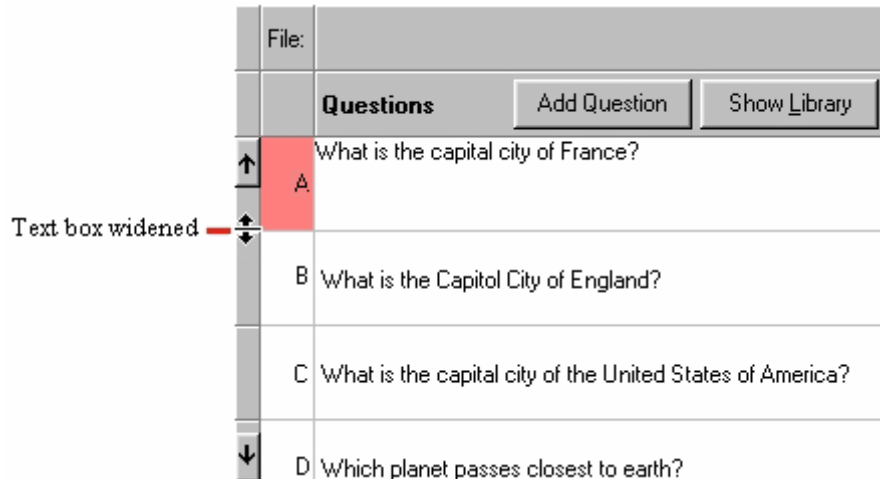 File:
Questions Add Question Show Library
What is the capital city of France?
A
Text box widened
B What is the Capitol City of England?
C What is the capital city of the United States of America?
D Which planet passes closest to earth?